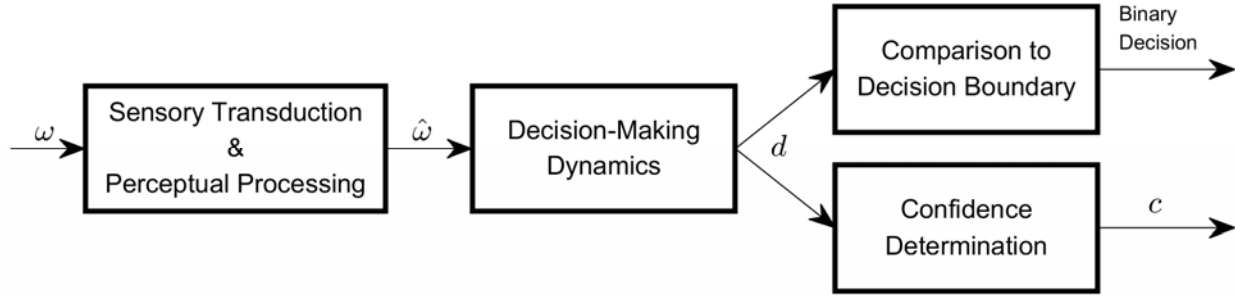 ω
Sensory Transduction
&
Perceptual Processing
ω̂
Decision-Making
Dynamics
d
Comparison to
Decision Boundary
Binary
Decision
Confidence
Determination
c